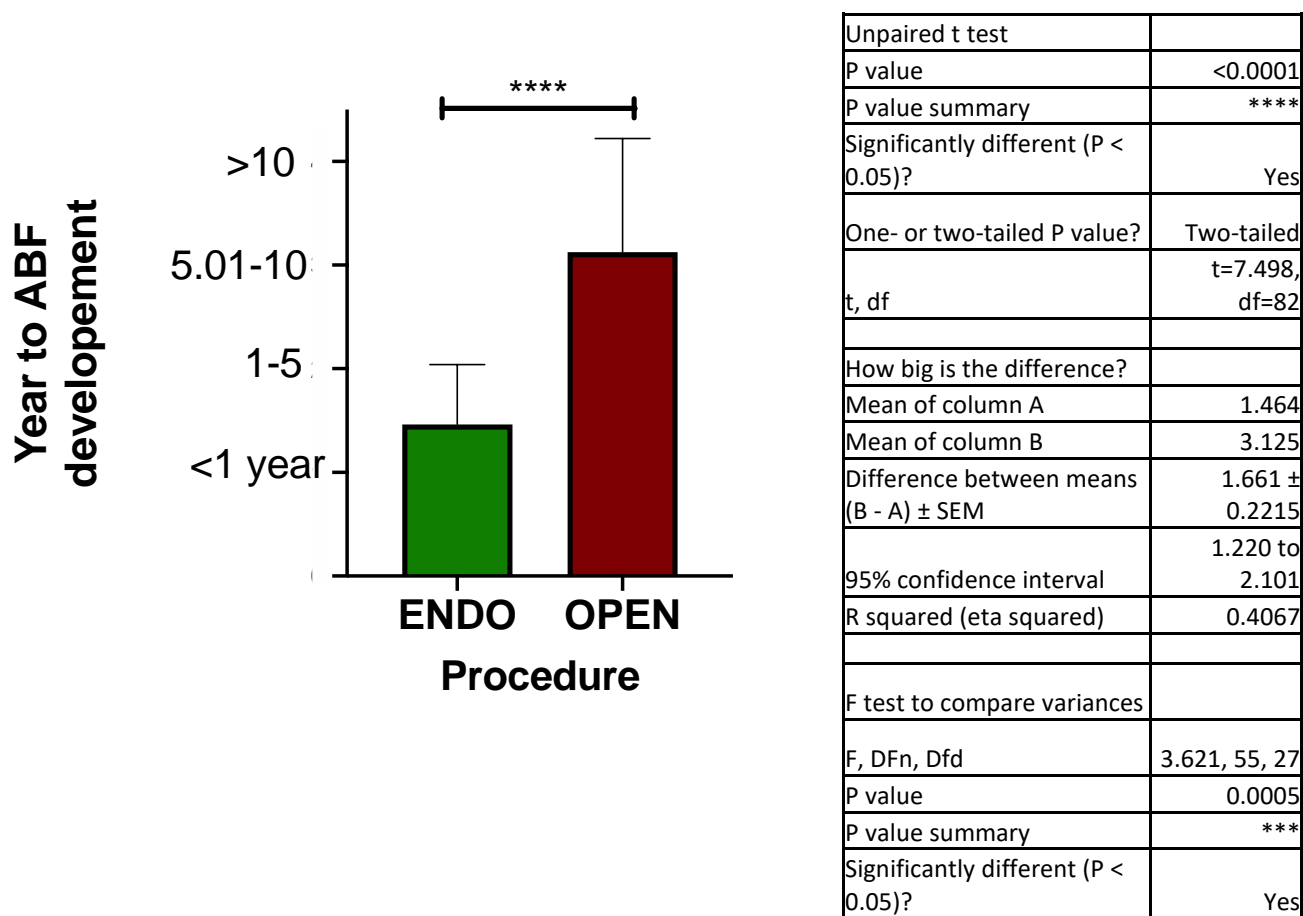 Year to ABF
developement
****
>10
5.01-10
1-5
<1 year
ENDO OPEN
Procedure
Unpaired t test
P value <0.0001
P value summary ****
Significantly different (P <
0.05)? Yes
One- or two-tailed P value? Two-tailed
t=7.498,
t, df df=82
How big is the difference?
Mean of column A 1.464
Mean of column B 3.125
Difference between means 1.661 ±
(B - A) ± SEM 0.2215
1.220 to
95% confidence interval 2.101
R squared (eta squared) 0.4067
F test to compare variances
F, DFn, Dfd 3.621, 55, 27
P value 0.0005
P value summary ***
Significantly different (P <
0.05)? Yes